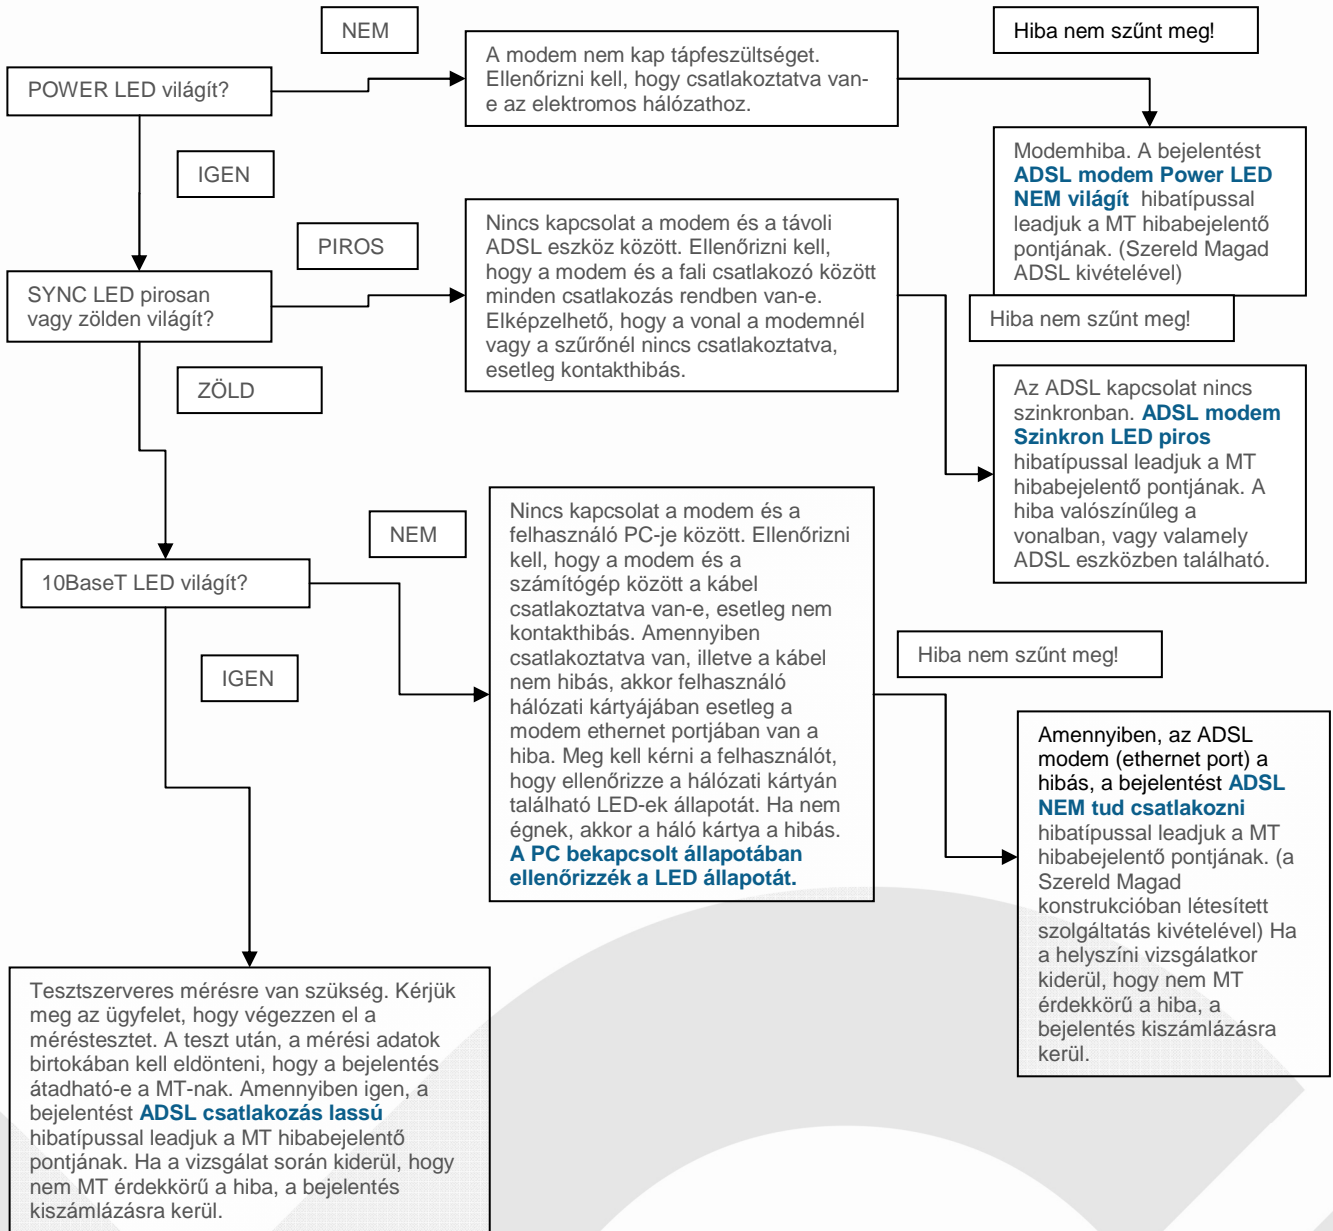 NEM
Hiba nem szűnt meg!
POWER LED világít?
A modem nem kap tápfeszültséget.
Ellenőrizni kell, hogy csatlakoztatva van-
e az elektromos hálózathoz.
IGEN
Modemhiba. A bejelentést
ADSL modem Power LED
NEM világít hibatípussal
leadjuk a MT hibabejelentő
pontjának. (Szereld Magad
ADSL kivételével)
PIROS
Nincs kapcsolat a modem és a távoli
ADSL eszköz között. Ellenőrizni kell,
hogy a modem és a fali csatlakozó között
minden csatlakozás rendben van-e.
Elképzelhető, hogy a vonal a modemnél
vagy a szűrőnél nincs csatlakoztatva,
esetleg kontakthibás.
SYNC LED pirosan
vagy zölden világít?
Hiba nem szűnt meg!
ZÖLD
Az ADSL kapcsolat nincs
szinkronban. ADSL modem
Szinkron LED piros
hibatípussal leadjuk a MT
hibabejelentő pontjának. A
hiba valószínűleg a
vonalban, vagy valamely
ADSL eszközben található.
NEM
10BaseT LED világít?
Nincs kapcsolat a modem és a
felhasználó PC-je között. Ellenőrizni
kell, hogy a modem és a
számítógép között a kábel
csatlakoztatva van-e, esetleg nem
kontakthibás. Amennyiben
csatlakoztatva van, illetve a kábel
nem hibás, akkor felhasználó
hálózati kártyájában esetleg a
modem ethernet portjában van a
hiba. Meg kell kérni a felhasználót,
hogy ellenőrizze a hálózati kártyán
található LED-ek állapotát. Ha nem
égnek, akkor a háló kártya a hibás.
A PC bekapcsolt állapotában
ellenőrizzék a LED állapotát.
IGEN
Hiba nem szűnt meg!
Amennyiben, az ADSL
modem (ethernet port) a
hibás, a bejelentést ADSL
NEM tud csatlakozni
hibatípussal leadjuk a MT
hibabejelentő pontjának. (a
Szereld Magad
konstrukcióban létesített
szolgáltatás kivételével) Ha
a helyszíni vizsgálatkor
kiderül, hogy nem MT
érdekkörű a hiba, a
bejelentés kiszámlázásra
kerül.
Tesztszerveres mérésre van szükség. Kérjük
meg az ügyfelet, hogy végezzen el a
méréstesztet. A teszt után, a mérési adatok
birtokában kell eldönteni, hogy a bejelentés
átadható-e a MT-nak. Amennyiben igen, a
bejelentést ADSL csatlakozás lassú
hibatípussal leadjuk a MT hibabejelentő
pontjának. Ha a vizsgálat során kiderül, hogy
nem MT érdekkörű a hiba, a bejelentés
kiszámlázásra kerül.